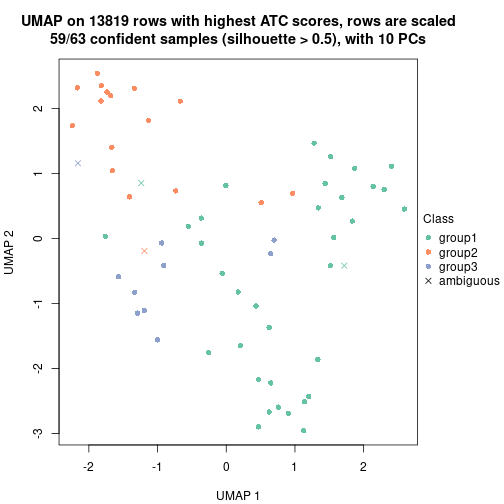 UMAP on 13819 rows with highest ATC scores, rows are scaled
59/63 confident samples (silhouette > 0.5), with 10 PCs
2
1
0
-1
-2
-3
UMAP 2
-2 -1 0 1 2
UMAP 1
Class
group1
group2
group3
ambiguous